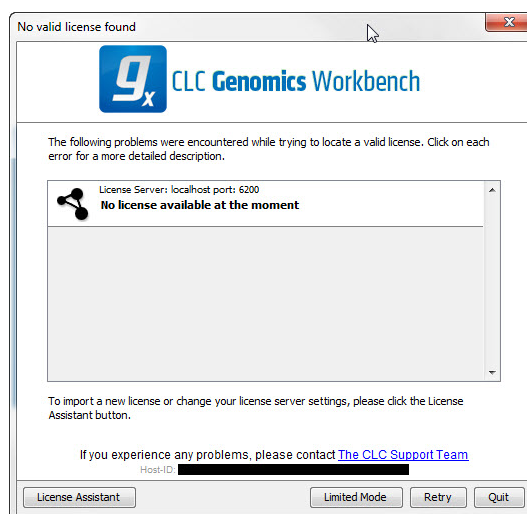 No valid license found
gx CLC Genomics Workbench
The following problems were encountered while trying to locate a valid license. Click on each
error for a more detailed description.
License Server: localhost port: 6200
No license available at the moment
To import a new license or change your license server settings, please click the License
Assistant button.
If you experience any problems, please contact The CLC Support Team
Host-ID:
License Assistant Limited Mode Retry Quit